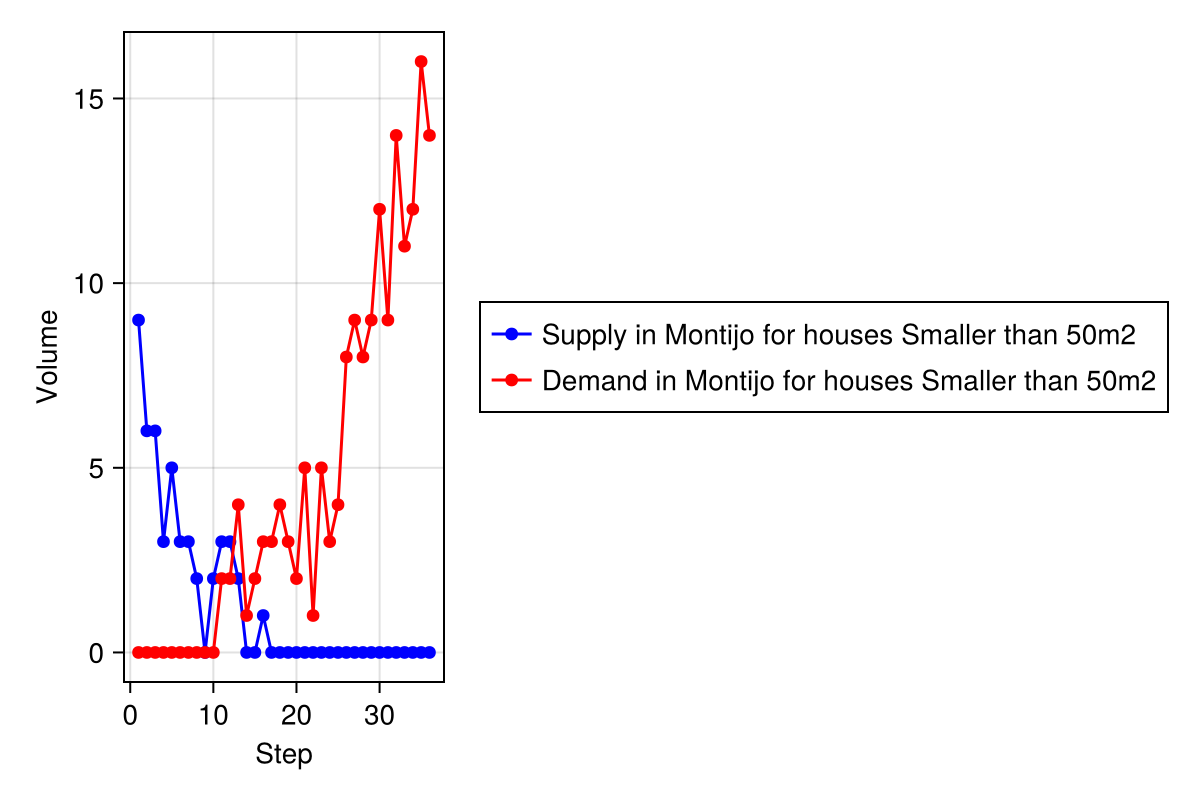 15
10
5
0
Volume
0 10 20 30
Step
Supply in Montijo for houses Smaller than 50m2
Demand in Montijo for houses Smaller than 50m2